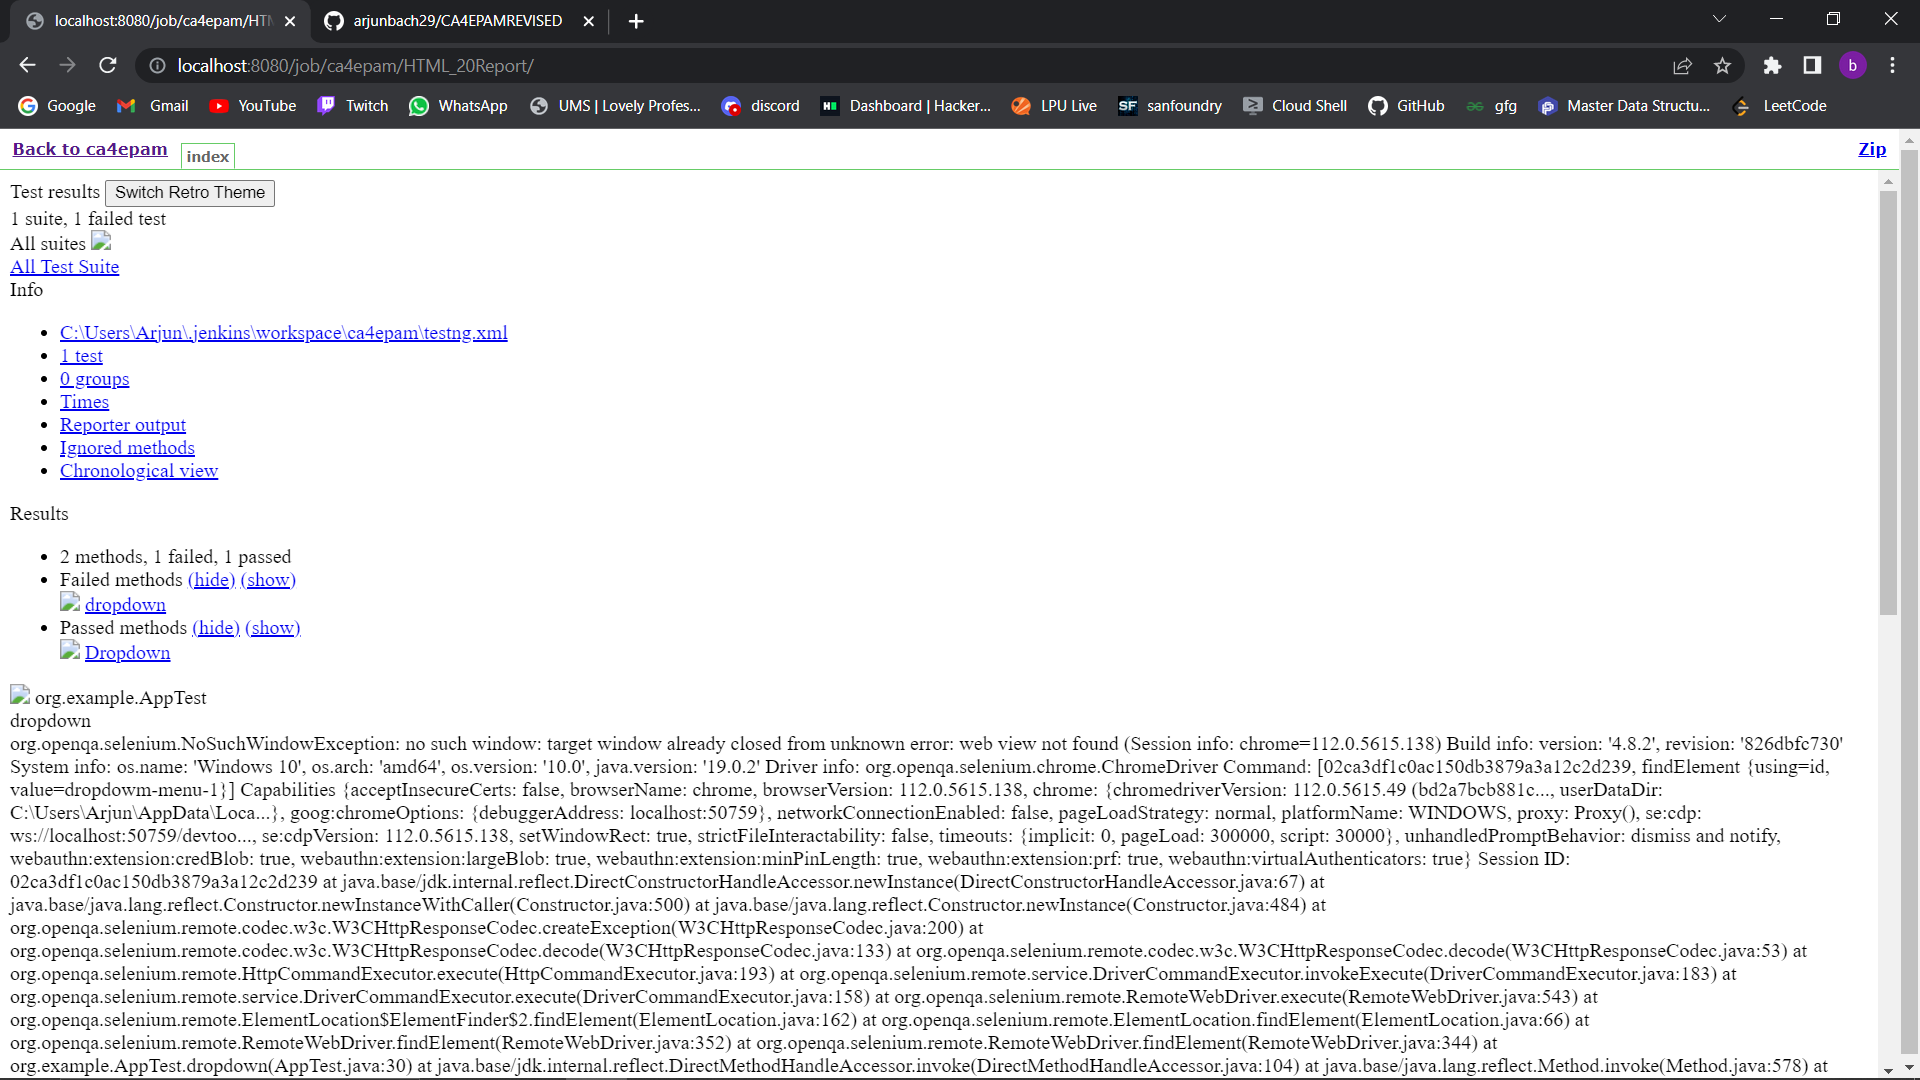 localhost:8080/job/ca4epam/HTM
arjunbach29/CA4EPAMREVISED
localhost:8080/job/ca4epam/HTML_20Report/
b
Google Gmail YouTube Twitch WhatsApp UMS | Lovely Profes... discord Dashboard | Hacker... LPU Live SF sanfoundry Cloud Shell GitHub gfg Master Data Structu... LeetCode
Back to ca4epam index Zip
Test results Switch Retro Theme
1 suite, 1 failed test
All suites
All Test Suite
Info
C:\Users\Arjun\.jenkins\workspace\ca4epam\testng.xml
1 test
0 groups
Times
Reporter output
Ignored methods
Chronological view
Results
2 methods, 1 failed, 1 passed
Failed methods (hide) (show)
dropdown
Passed methods (hide) (show)
Dropdown
org.example.AppTest
dropdown
org.openqa.selenium.NoSuchWindowException: no such window: target window already closed from unknown error: web view not found (Session info: chrome=112.0.5615.138) Build info: version: '4.8.2', revision: '826dbfc730'
System info: os.name: 'Windows 10', os.arch: 'amd64', os.version: '10.0', java.version: '19.0.2' Driver info: org.openqa.selenium.chrome.ChromeDriver Command: [02ca3df1c0ac150db3879a3a12c2d239, findElement {using=id,
value=dropdowm-menu-1}] Capabilities {acceptInsecureCerts: false, browserName: chrome, browserVersion: 112.0.5615.138, chrome: {chromedriverVersion: 112.0.5615.49 (bd2a7bcb881c..., userDataDir:
C:\Users\Arjun\AppData\Loca...}, goog:chromeOptions: {debuggerAddress: localhost:50759}, networkConnectionEnabled: false, pageLoadStrategy: normal, platformName: WINDOWS, proxy: Proxy(), se:cdp:
ws://localhost:50759/devtoo..., se:cdpVersion: 112.0.5615.138, setWindowRect: true, strictFileInteractability: false, timeouts: {implicit: 0, pageLoad: 300000, script: 30000}, unhandledPromptBehavior: dismiss and notify,
webauthn:extension:credBlob: true, webauthn:extension:largeBlob: true, webauthn:extension:minPinLength: true, webauthn:extension:prf: true, webauthn:virtualAuthenticators: true} Session ID:
02ca3df1c0ac150db3879a3a12c2d239 at java.base/jdk.internal.reflect.DirectConstructorHandleAccessor.newInstance(DirectConstructorHandleAccessor.java:67) at
java.base/java.lang.reflect.Constructor.newInstanceWithCaller(Constructor.java:500) at java.base/java.lang.reflect.Constructor.newInstance(Constructor.java:484) at
org.openqa.selenium.remote.codec.w3c.W3CHttpResponseCodec.createException(W3CHttpResponseCodec.java:200) at
org.openqa.selenium.remote.codec.w3c.W3CHttpResponseCodec.decode(W3CHttpResponseCodec.java:133) at org.openqa.selenium.remote.codec.w3c.W3CHttpResponseCodec.decode(W3CHttpResponseCodec.java:53) at
org.openqa.selenium.remote.HttpCommandExecutor.execute(HttpCommandExecutor.java:193) at org.openqa.selenium.remote.service.DriverCommandExecutor.invokeExecute(DriverCommandExecutor.java:183) at
org.openqa.selenium.remote.service.DriverCommandExecutor.execute(DriverCommandExecutor.java:158) at org.openqa.selenium.remote.RemoteWebDriver.execute(RemoteWebDriver.java:543) at
org.openqa.selenium.remote.ElementLocation$ElementFinder$2.findElement(ElementLocation.java:162) at org.openqa.selenium.remote.ElementLocation.findElement(ElementLocation.java:66) at
org.openqa.selenium.remote.RemoteWebDriver.findElement(RemoteWebDriver.java:352) at org.openqa.selenium.remote.RemoteWebDriver.findElement(RemoteWebDriver.java:344) at
org.example.AppTest.dropdown(AppTest.java:30) at java.base/jdk.internal.reflect.DirectMethodHandleAccessor.invoke(DirectMethodHandleAccessor.java:104) at java.base/java.lang.reflect.Method.invoke(Method.java:578) at